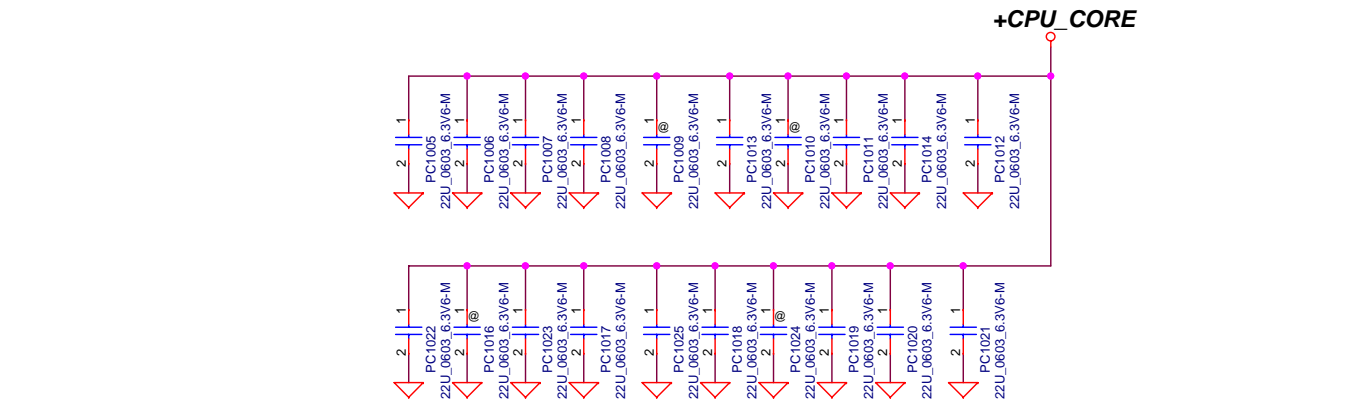 +CPU_CORE
1
2
PC1005
22U_0603_6.3V6-M
1
2
PC1006
22U_0603_6.3V6-M
1
2
PC1007
22U_0603_6.3V6-M
1
2
PC1008
22U_0603_6.3V6-M
1
@
2
PC1009
22U_0603_6.3V6-M
1
2
PC1013
22U_0603_6.3V6-M
1
@
2
PC1010
22U_0603_6.3V6-M
1
2
PC1011
22U_0603_6.3V6-M
1
2
PC1014
22U_0603_6.3V6-M
1
2
PC1012
22U_0603_6.3V6-M
1
2
PC1022
22U_0603_6.3V6-M
1
@
2
PC1016
22U_0603_6.3V6-M
1
2
PC1023
22U_0603_6.3V6-M
1
2
PC1017
22U_0603_6.3V6-M
1
2
PC1025
22U_0603_6.3V6-M
1
2
PC1018
22U_0603_6.3V6-M
1
@
2
PC1024
22U_0603_6.3V6-M
1
2
PC1019
22U_0603_6.3V6-M
1
2
PC1020
22U_0603_6.3V6-M
1
2
PC1021
22U_0603_6.3V6-M